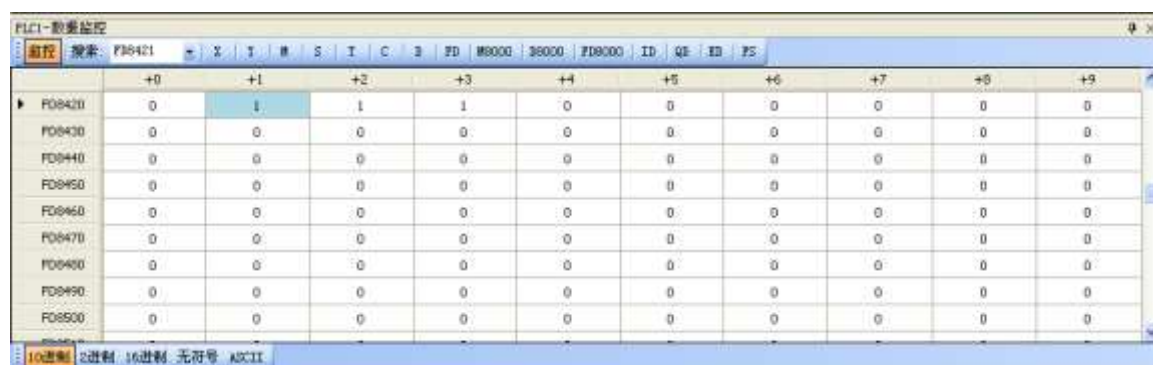 PLC1-数据监控
监控 搜索: FD8421 X Y M S T C D FD M8000 D8000 FD8000 ID QD ED FS
+0 +1 +2 +3 +4 +5 +6 +7 +8 +9
FD8420 0 1 1 1 0 0 0 0 0 0
FD8430 0 0 0 0 0 0 0 0 0 0
FD8440 0 0 0 0 0 0 0 0 0 0
FD8450 0 0 0 0 0 0 0 0 0 0
FD8460 0 0 0 0 0 0 0 0 0 0
FD8470 0 0 0 0 0 0 0 0 0 0
FD8480 0 0 0 0 0 0 0 0 0 0
FD8490 0 0 0 0 0 0 0 0 0 0
FD8500 0 0 0 0 0 0 0 0 0 0
10进制 2进制 16进制 无符号 ASCII